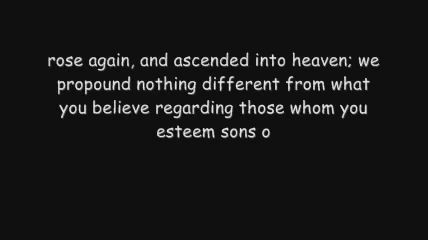 rose again, and ascended into heaven; we
propound nothing different from what
you believe regarding those whom you
esteem sons o